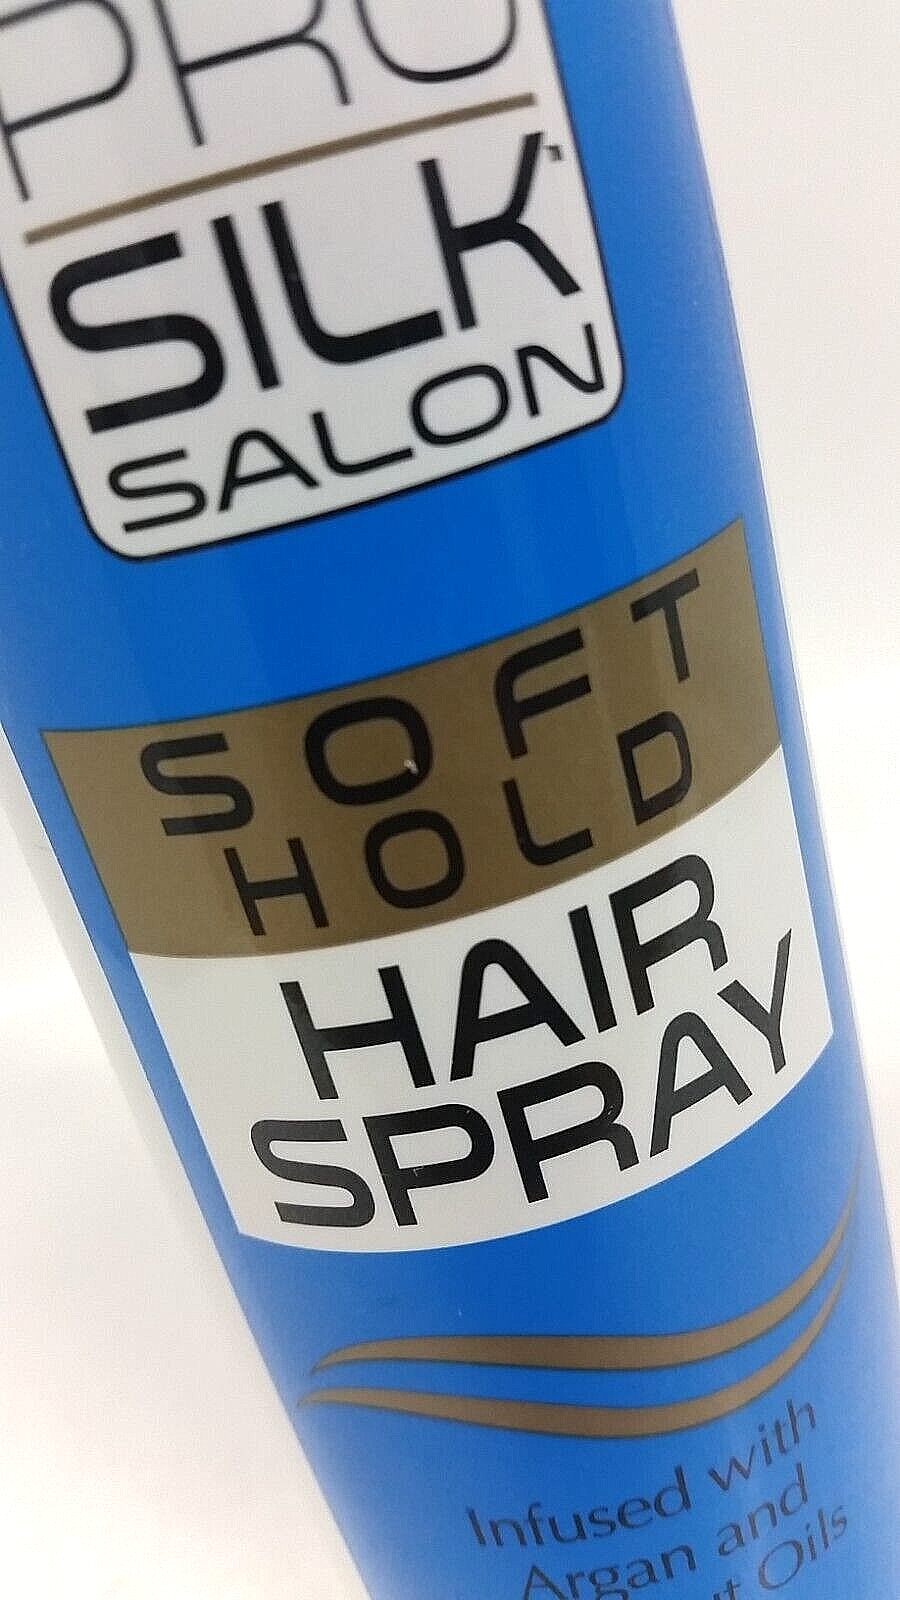 PRO
SILK
SALON
SOFT
HOLD
HAIR
SPRAY
Infused with
Argan and
Oils